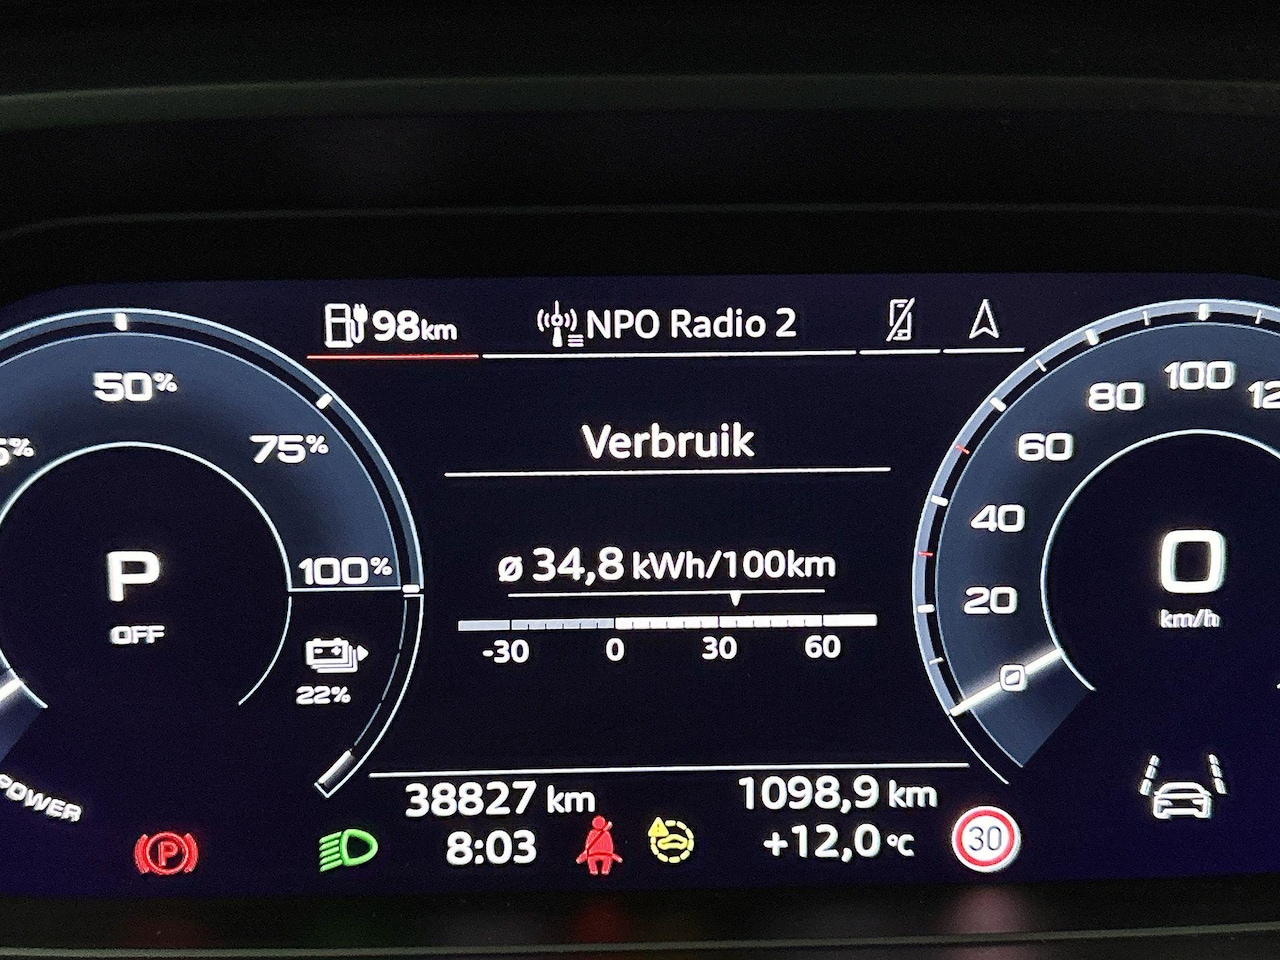 98km
NPO Radio 2
Verbruik
ø 34,8 kWh/100km
-30 0 30 60
50%
75%
100%
22%
P
OFF
POWER
80 100
60
40
20
0
0
km/h
38827 km
1098,9 km
8:03
+12,0 °C
30
P